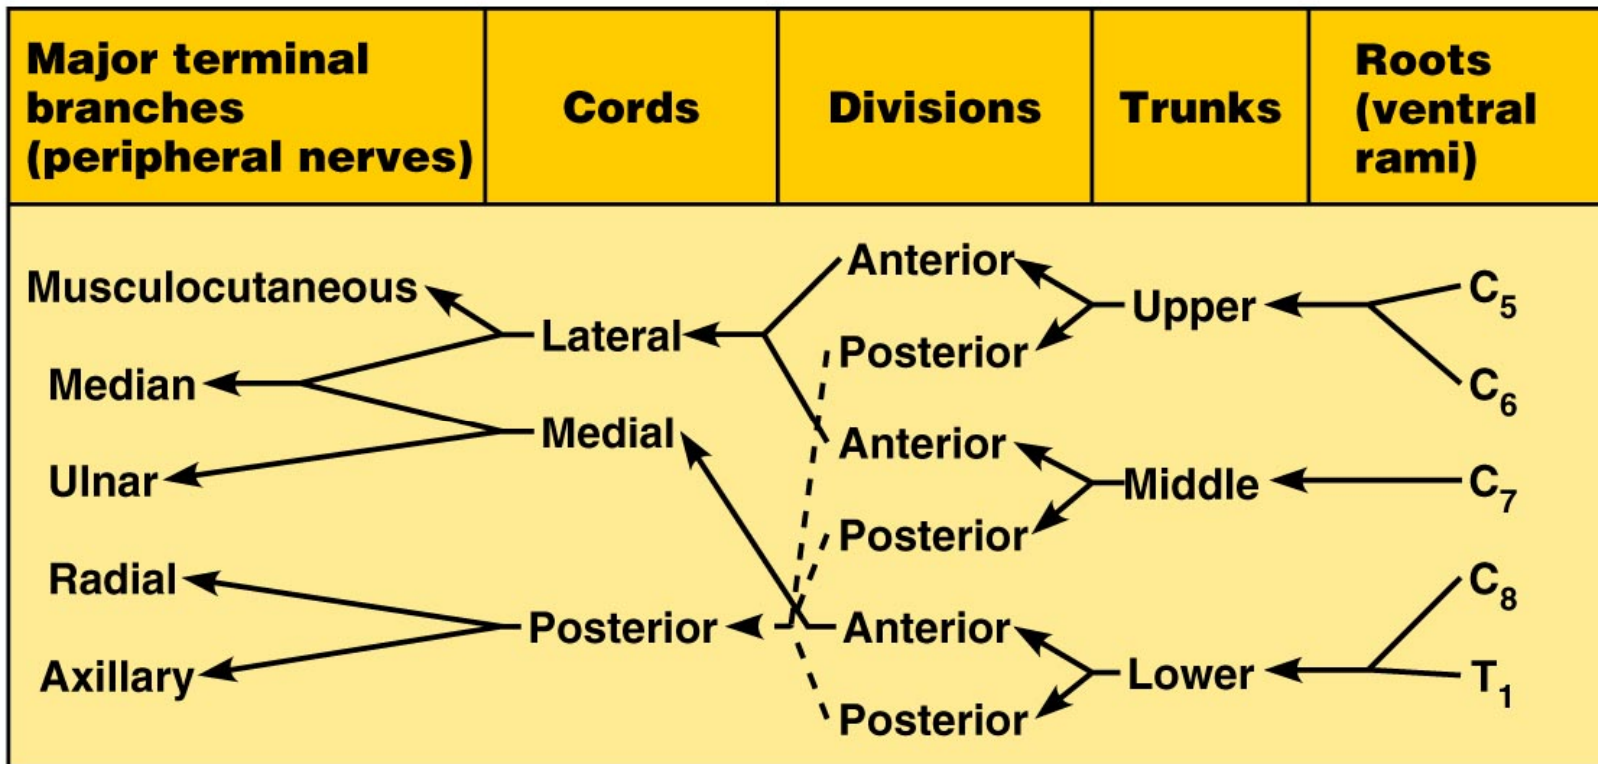 Major terminal
branches
(peripheral nerves)
Cords
Divisions
Trunks
Roots
(ventral
rami)
Musculocutaneous
Median
Ulnar
Radial
Axillary
Lateral
Medial
Posterior
Anterior
Posterior
Anterior
Posterior
Anterior
Posterior
Upper
Middle
Lower
C5
C6
C7
C8
T1